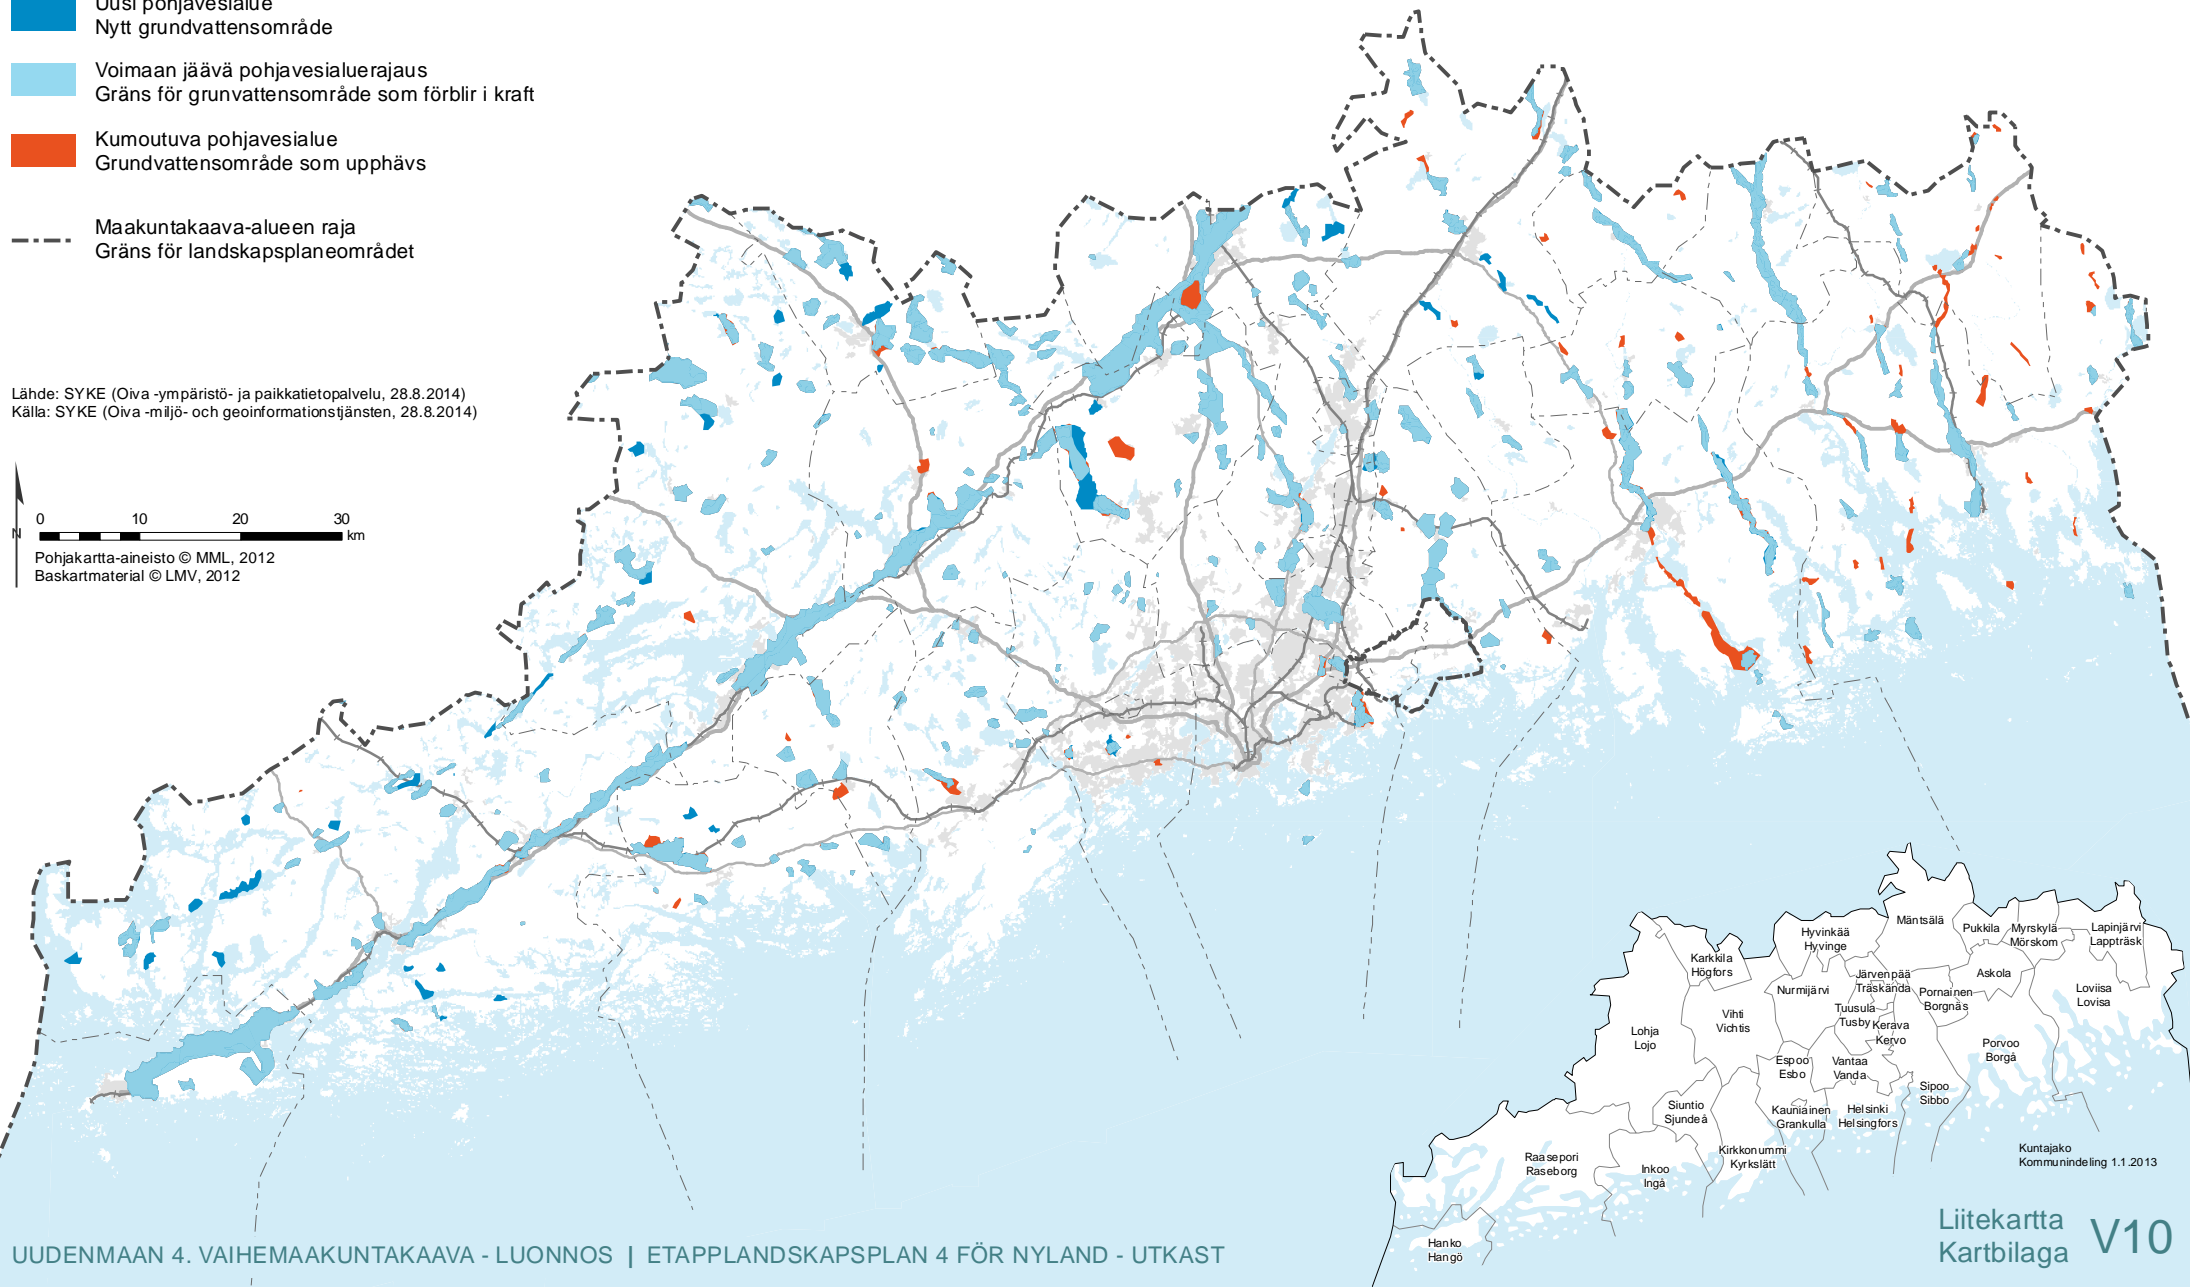 Uusi pohjavesialue
Nytt grundvattensområde
Voimaan jäävä pohjavesialuerajaus
Gräns för grunvattensområde som förblir i kraft
Kumoutuva pohjavesialue
Grundvattensområde som upphävs
Maakuntakaava-alueen raja
Gräns för landskapsplaneområdet
Lähde: SYKE (Oiva -ympäristö- ja paikkatietopalvelu, 28.8.2014)
Källa: SYKE (Oiva -miljö- och geoinformationstjänsten, 28.8.2014)
N
0 10 20 30
km
Pohjakartta-aineisto © MML, 2012
Baskartmaterial © LMV, 2012
Mäntsälä
Hyvinkää
Hyvinge
Pukkila
Myrskylä
Mörskom
Lapinjärvi
Lappträsk
Karkkila
Högfors
Nurmijärvi
Järvenpää
Träskända
Askola
Pornainen
Borgnäs
Loviisa
Lovisa
Vihti
Vichtis
Tuusula
Tusby
Kerava
Kervo
Lohja
Lojo
Porvoo
Borgå
Espoo
Esbo
Vantaa
Vanda
Sipoo
Sibbo
Siuntio
Sjundeå
Kauniainen
Grankulla
Helsinki
Helsingfors
Kirkkonummi
Kyrkslätt
Raasepori
Raseborg
Inkoo
Ingå
Hanko
Hangö
Kuntajako
Kommunindeling 1.1.2013
Liitekartta
Kartbilaga
V10
UUDENMAAN 4. VAIHEMAAKUNTAKAAVA - LUONNOS | ETAPPLANDSKAPSPLAN 4 FÖR NYLAND - UTKAST